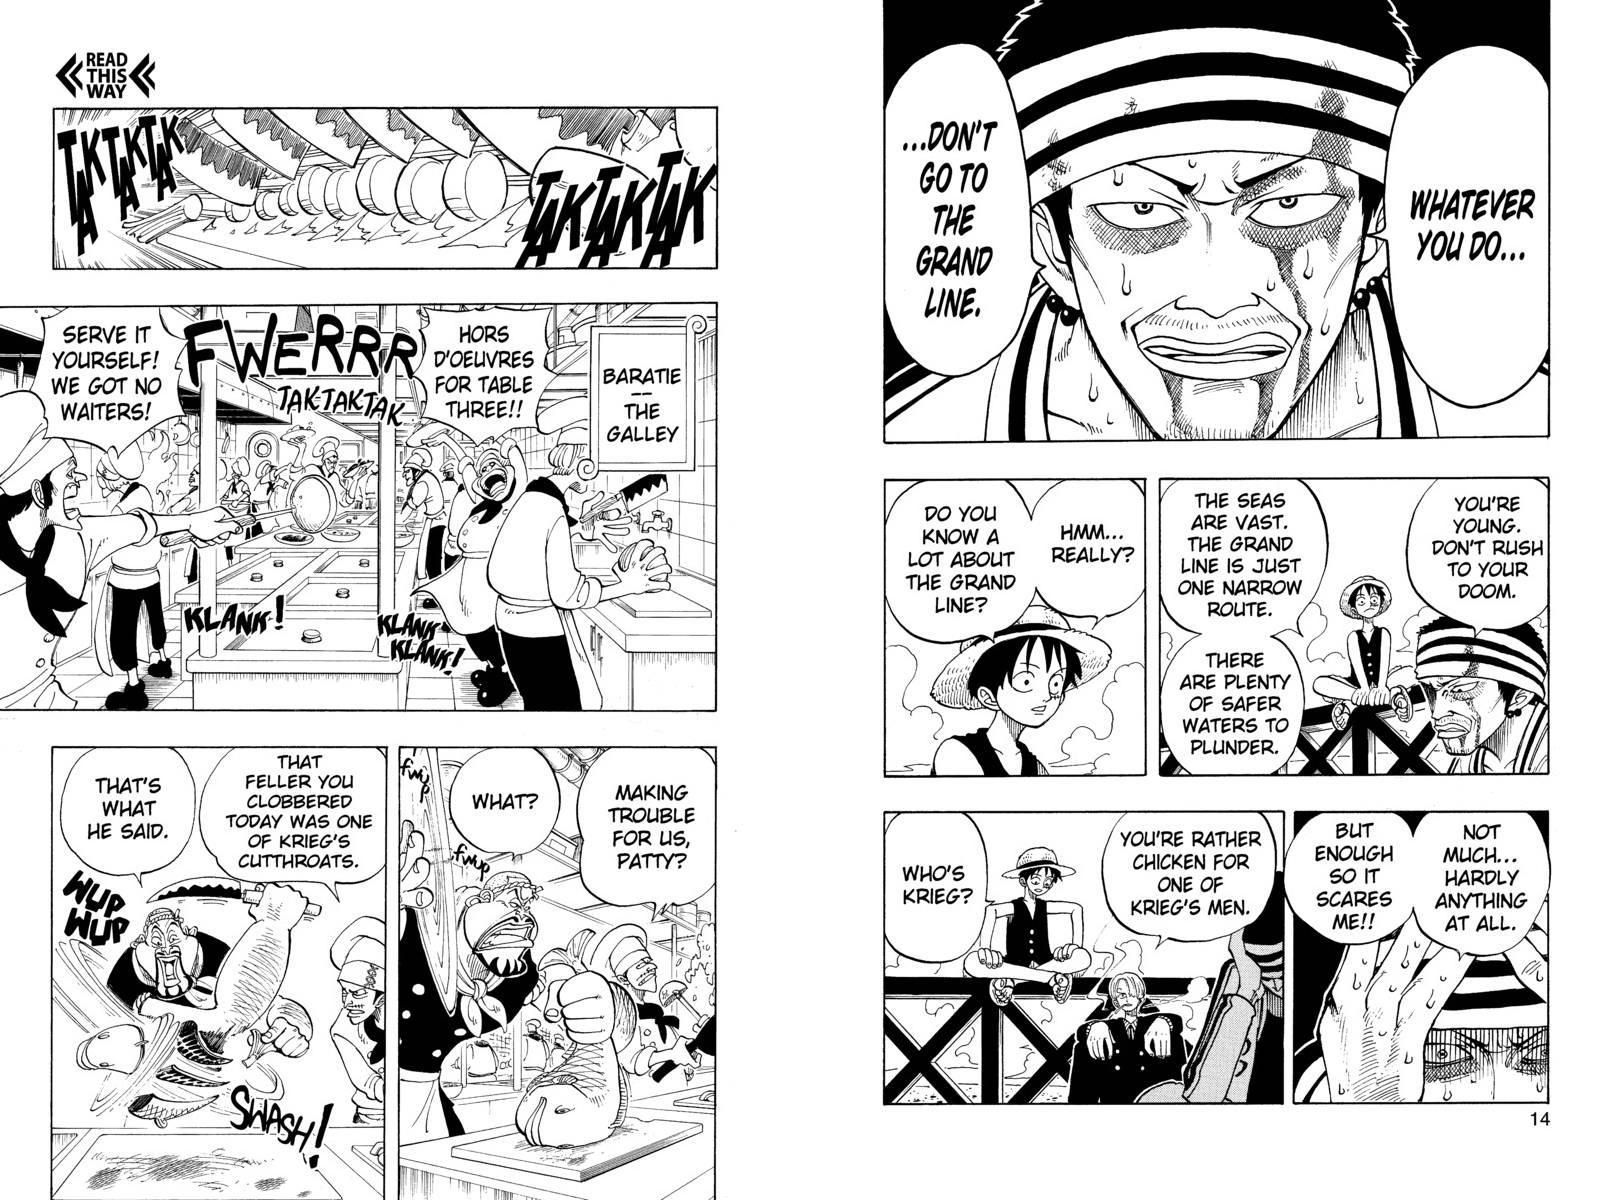 WHATEVER
YOU DO...
...DON'T
GO TO
THE
GRAND
LINE.
YOU'RE
YOUNG.
DON'T RUSH
TO YOUR
DOOM.
THE SEAS
ARE VAST.
THE GRAND
LINE IS JUST
ONE NARROW
ROUTE.
THERE
ARE PLENTY
OF SAFER
WATERS TO
PLUNDER.
HMM...
REALLY?
DO YOU
KNOW A
LOT ABOUT
THE GRAND
LINE?
NOT
MUCH...
HARDLY
ANYTHING
AT ALL.
BUT
ENOUGH
SO IT
SCARES
ME!!
YOU'RE RATHER
CHICKEN FOR
ONE OF
KRIEG'S MEN.
WHO'S
KRIEG?
14
READ
THIS
WAY
TAKTAKTAK
TAKTAKTAK
BARATIE
--
THE
GALLEY
HORS
D'OEUVRES
FOR TABLE
THREE!!
FWERRR
TAK-TAKTAK
SERVE IT
YOURSELF!
WE GOT NO
WAITERS!
KLANK
KLANK!
KLANK!
MAKING
TROUBLE
FOR US,
PATTY?
WHAT?
fwup
fwup
THAT
FELLER YOU
CLOBBERED
TODAY WAS ONE
OF KRIEG'S
CUTTHROATS.
THAT'S
WHAT
HE SAID.
WUP
WUP
SWASH!